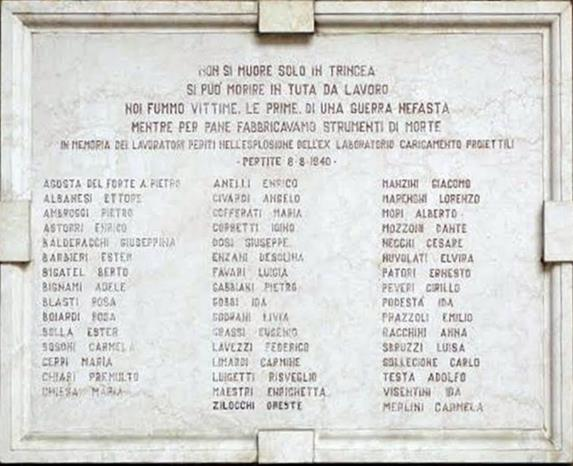 NON SI MUORE SOLO IN TRINCEA
SI PUÒ MORIRE IN TUTA DA LAVORO
NOI FUMMO VITTIME, LE PRIME, DI UNA GUERRA NEFASTA
MENTRE PER PANE FABBRICAVAMO STRUMENTI DI MORTE
IN MEMORIA DEI LAVORATORI PERITI NELL'ESPLOSIONE DELL'EX LABORATORIO CARICAMENTO PROIETTILI
- PERTITE 8-8-1940 -
AGOSTA DEL FORTE A. PIETRO
ALBANESI ETTORE
AMBROGGI PIETRO
ASTORRI ENRICO
BALDERACCHI GIUSEPPINA
BARBIERI ESTER
BIGATEL BERTO
BIGNAMI ADELE
BLASTI ROSA
BOIARDI ROSA
BOLLA ESTER
BOSONI CARMELA
CERRI MARIA
CHIARI PREMULTO
CHIESA MARIA
ANELLI ENRICO
CIVARDI ANGELO
COFFERATI MARIA
CORBETTI IGINO
DOSI GIUSEPPE
ENZANI DESOLINA
FAVARI LUIGIA
GABBIANI PIETRO
GOBBI IDA
GODRANI LIVIA
GRASSI EUGENIO
LAVEZZI FEDERICO
LINARDI CARMINE
LUIGETTI RISVEGLIO
MAESTRI ENRICHETTA
ZILOCCHI ORESTE
MANZINI GIACOMO
MARENGHI LORENZO
MORI ALBERTO
MOZZONI DANTE
NEGGHI CESARE
NUVOLATI ELVIRA
PATORI ERNESTO
PEVERI CIRILLO
PODESTÀ IDA
PRAZZOLI EMILIO
RACCHINI ANNA
SBRUZZI LUISA
SOLLECIONE CARLO
TESTA ADOLFO
VISENTINI IDA
MERLINI CARMELA